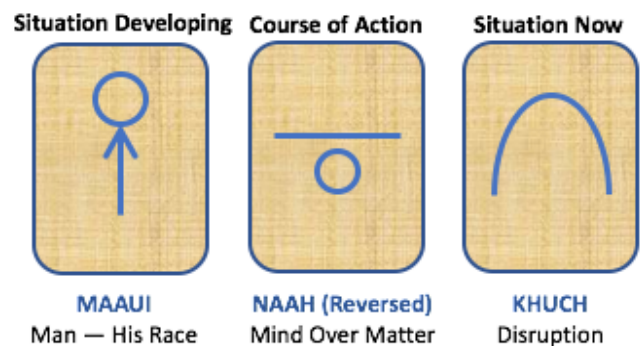 Situation Developing
Course of Action
Situation Now
MAAUI
NAAH (Reversed)
KHUCH
Man — His Race
Mind Over Matter
Disruption